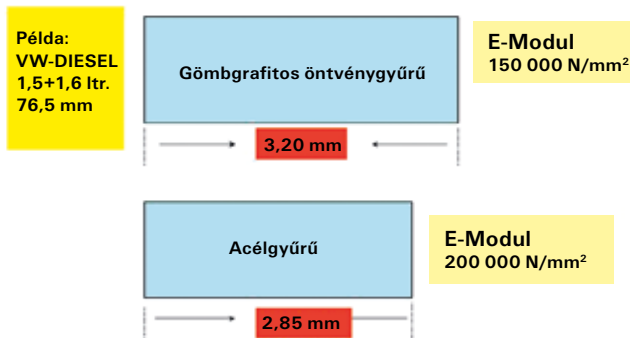 Példa:
VW-DIESEL
1,5+1,6 ltr.
76,5 mm
Gömbgrafitos öntvénygyűrű
E-Modul
150 000 N/mm²
3,20 mm
Acélgyűrű
E-Modul
200 000 N/mm²
2,85 mm